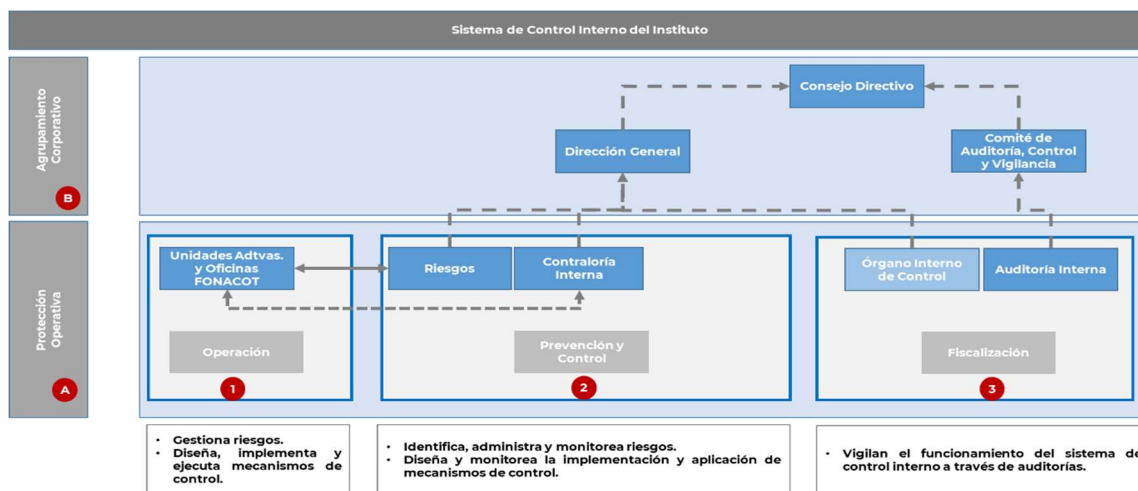 Sistema de Control Interno del Instituto
Agrupamiento
Corporativo
B
Consejo Directivo
Dirección General
Comité de
Auditoría, Control
y Vigilancia
Protección
Operativa
A
Unidades Adtvas.
y Oficinas
FONACOT
Riesgos
Contraloría
Interna
Órgano Interno
de Control
Auditoría Interna
Operación
Prevención y
Control
Fiscalización
1
2
3
• Gestiona riesgos.
• Diseña, implementa y
ejecuta mecanismos de
control.
• Identifica, administra y monitorea riesgos.
• Diseña y monitorea la implementación y aplicación de
mecanismos de control.
• Vigilan el funcionamiento del sistema de
control interno a través de auditorías.